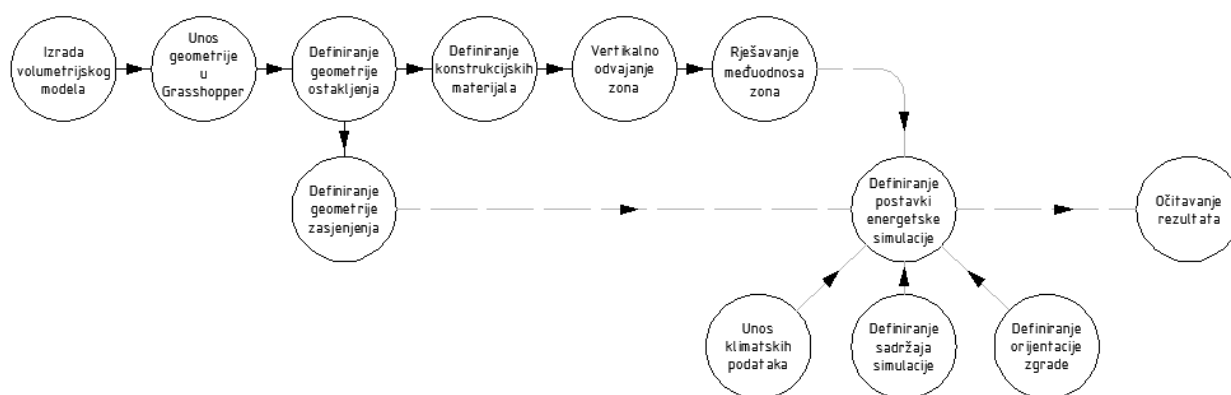 Izrada
volumetrijskog
modela
Unos
geometrije
u
Grasshopper
Definiranje
geometrije
ostakljenja
Definiranje
konstrukcijskih
materijala
Vertikalno
odvajanje
zona
Rješavanje
međuodnosa
zona
Definiranje
geometrije
zasjenjenja
Definiranje
postavki
energetske
simulacije
Očitavanje
rezultata
Unos
klimatskih
podataka
Definiranje
sadržaja
simulacije
Definiranje
orijentacije
zgrade